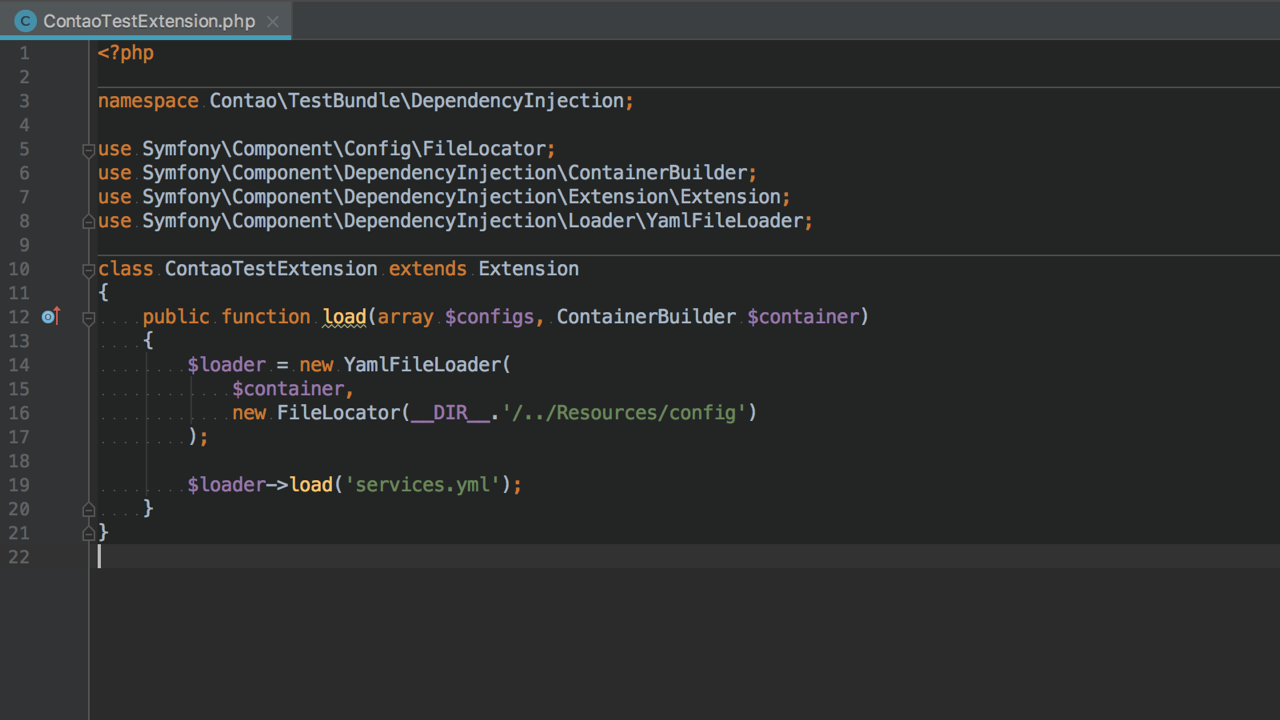 ContaoTestExtension.php
1 <?php
2
3 namespace Contao\TestBundle\DependencyInjection;
4
5 use Symfony\Component\Config\FileLocator;
6 use Symfony\Component\DependencyInjection\ContainerBuilder;
7 use Symfony\Component\DependencyInjection\Extension\Extension;
8 use Symfony\Component\DependencyInjection\Loader\YamlFileLoader;
9
10 class ContaoTestExtension extends Extension
11 {
12     public function load(array $configs, ContainerBuilder $container)
13     {
14         $loader = new YamlFileLoader(
15             $container,
16             new FileLocator(__DIR__.'/../Resources/config')
17         );
18
19         $loader->load('services.yml');
20     }
21 }
22